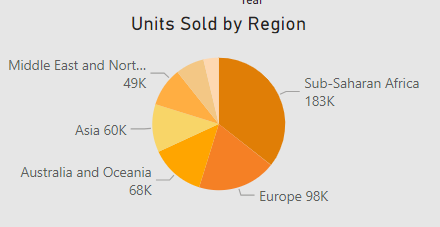 Year
Units Sold by Region
Middle East and Nort...
49K
Sub-Saharan Africa
183K
Asia 60K
Australia and Oceania
68K
Europe 98K